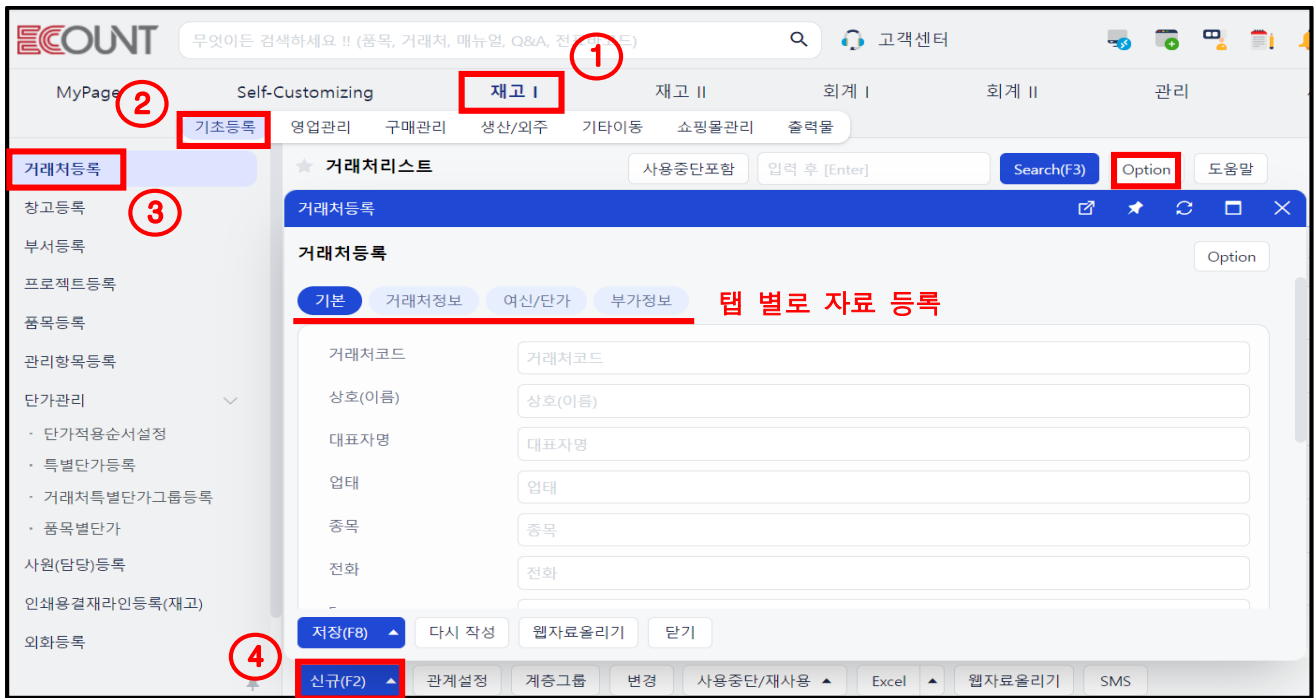 ECOUNT
무엇이든 검색하세요 !! (품목, 거래처, 매뉴얼, Q&A, 전
드)
고객센터
①
MyPage
Self-Customizing
재고 I
재고 II
회계 I
회계 II
관리
②
기초등록
영업관리
구매관리
생산/외주
기타이동
쇼핑몰관리
출력물
거래처등록
③
창고등록
부서등록
프로젝트등록
품목등록
관리항목등록
단가관리
· 단가적용순서설정
· 특별단가등록
· 거래처특별단가그룹등록
· 품목별단가
사원(담당)등록
인쇄용결재라인등록(재고)
외화등록
거래처리스트
사용중단포함
입력 후 [Enter]
Search(F3)
Option
도움말
거래처등록
거래처등록
Option
기본
거래처정보
여신/단가
부가정보
탭 별로 자료 등록
거래처코드
거래처코드
상호(이름)
상호(이름)
대표자명
대표자명
업태
업태
종목
종목
전화
전화
저장(F8)
다시 작성
웹자료올리기
닫기
④
신규(F2)
관계설정
계층그룹
변경
사용중단/재사용
Excel
웹자료올리기
SMS